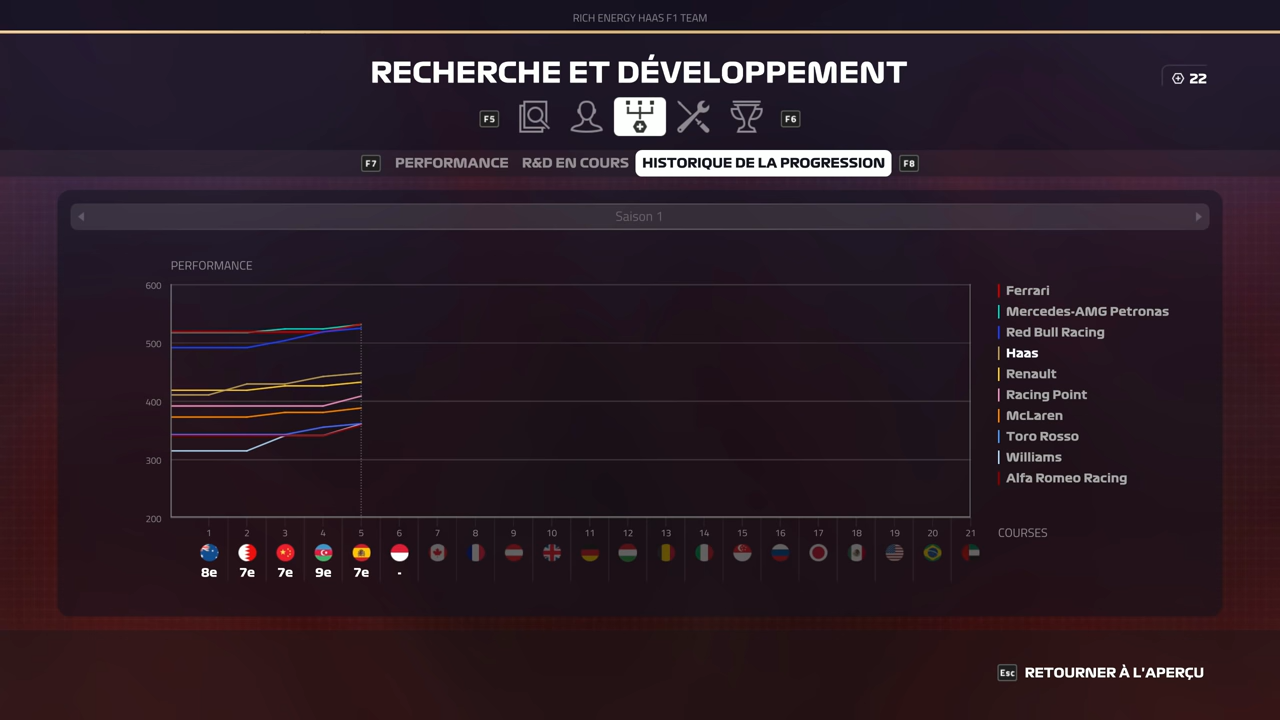 RICH ENERGY HAAS F1 TEAM
RECHERCHE ET DÉVELOPPEMENT
22
F5 F6
F7 PERFORMANCE R&D EN COURS HISTORIQUE DE LA PROGRESSION F8
Saison 1
PERFORMANCE
600
500
400
300
200
Ferrari
Mercedes-AMG Petronas
Red Bull Racing
Haas
Renault
Racing Point
McLaren
Toro Rosso
Williams
Alfa Romeo Racing
1 2 3 4 5 6 7 8 9 10 11 12 13 14 15 16 17 18 19 20 21 COURSES
8e 7e 7e 9e 7e -
Esc RETOURNER À L'APERÇU